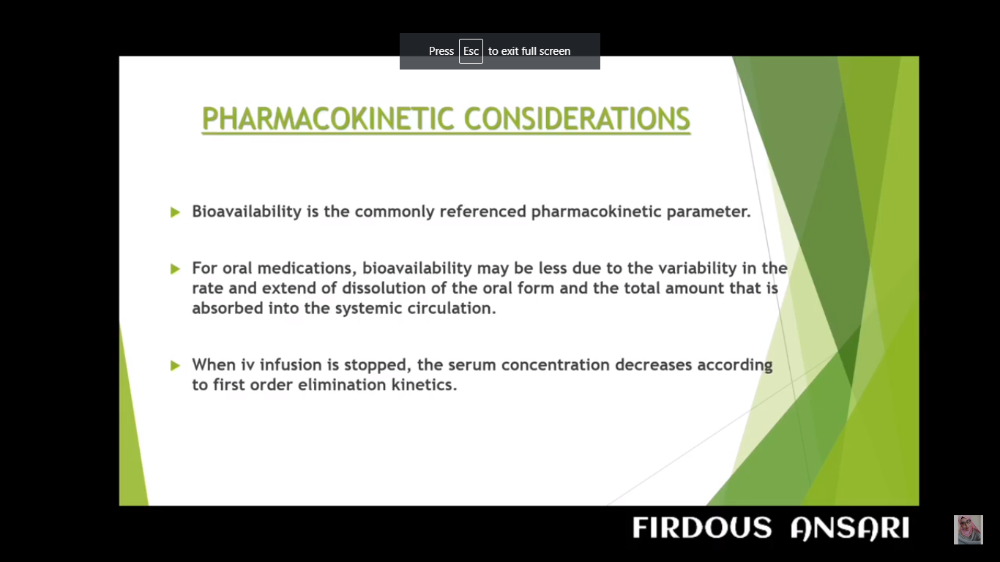 Press Esc to exit full screen
PHARMACOKINETIC CONSIDERATIONS
Bioavailability is the commonly referenced pharmacokinetic parameter.
For oral medications, bioavailability may be less due to the variability in the
rate and extend of dissolution of the oral form and the total amount that is
absorbed into the systemic circulation.
When iv infusion is stopped, the serum concentration decreases according
to first order elimination kinetics.
FIRDOUS ANSARI